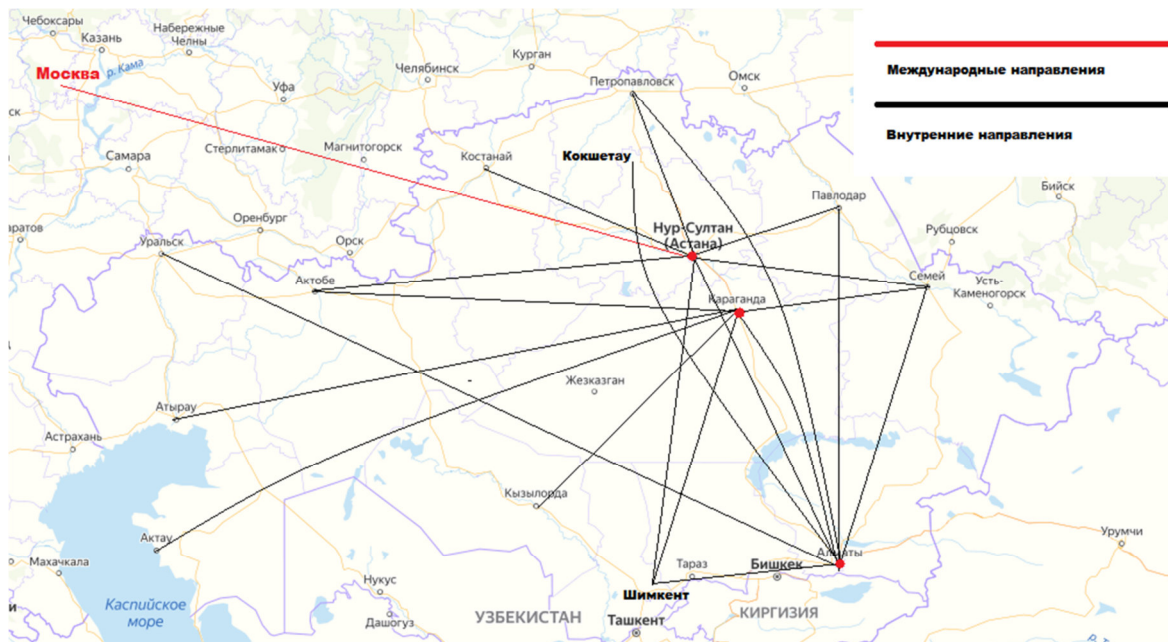 Чебоксары
Казань
Набережные
Челны
Москва
р. Кама
Уфа
Челябинск
Курган
Петропавловск
Омск
Международные направления
Внутренние направления
ск
Самара
Стерлитамак
Магнитогорск
Костанай
Кокшетау
Павлодар
Бийск
Рубцовск
аратов
Оренбург
Уральск
Орск
Нур-Султан
(Астана)
Актобе
Караганда
Семей
Усть-
Каменогорск
Жезказган
Атырау
Астрахань
Кызылорда
Актау
Алматы
Урумчи
Махачкала
и
Каспийское
море
Нукус
Дашогуз
УЗБЕКИСТАН
Шимкент
Ташкент
Тараз
Бишкек
КИРГИЗИЯ